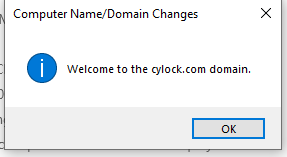 Computer Name/Domain Changes
Welcome to the cylock.com domain.
OK